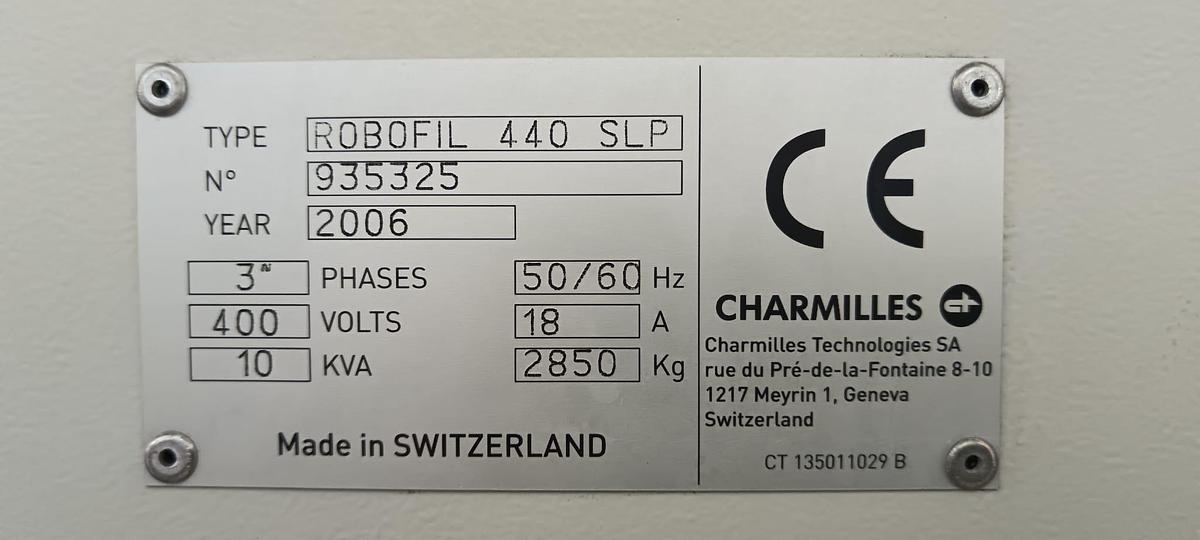 TYPE ROBOFIL 440 SLP
N° 935325
YEAR 2006
3~ PHASES 50/60 Hz
400 VOLTS 18 A
10 KVA 2850 Kg
Made in SWITZERLAND
CE
CHARMILLES
Charmilles Technologies SA
rue du Pré-de-la-Fontaine 8-10
1217 Meyrin 1, Geneva
Switzerland
CT 135011029 B